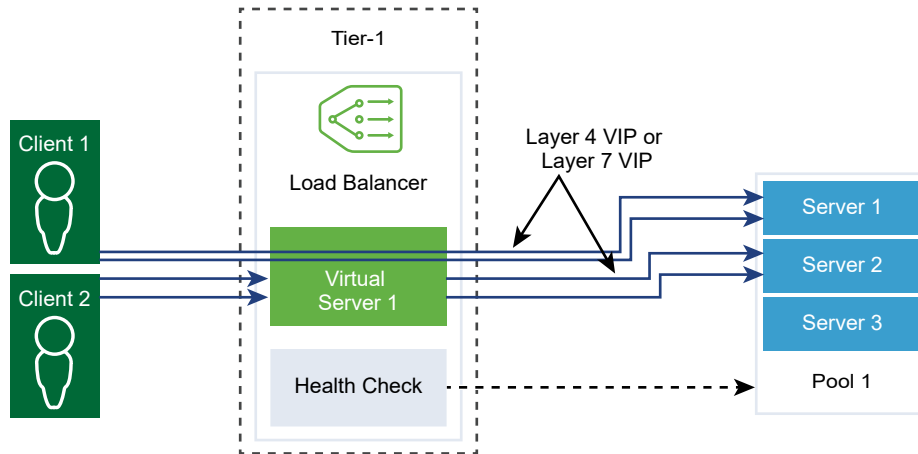 Tier-1
Client 1
Load Balancer
Layer 4 VIP or
Layer 7 VIP
Server 1
Server 2
Server 3
Pool 1
Virtual
Server 1
Client 2
Health Check